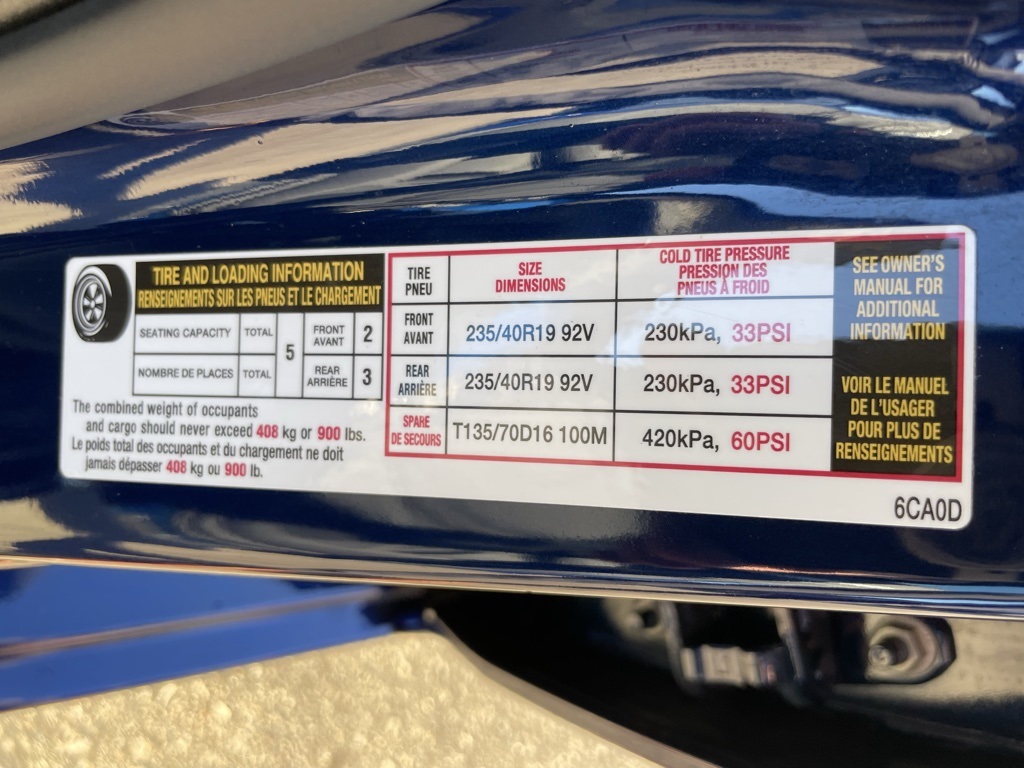 TIRE AND LOADING INFORMATION
RENSEIGNEMENTS SUR LES PNEUS ET LE CHARGEMENT
SEATING CAPACITY TOTAL 5 FRONT AVANT 2
NOMBRE DE PLACES TOTAL REAR ARRIÈRE 3
The combined weight of occupants
and cargo should never exceed 408 kg or 900 lbs.
Le poids total des occupants et du chargement ne doit
jamais dépasser 408 kg ou 900 lb.
TIRE PNEU SIZE DIMENSIONS COLD TIRE PRESSURE PRESSION DES PNEUS À FROID
FRONT AVANT 235/40R19 92V 230kPa, 33PSI
REAR ARRIÈRE 235/40R19 92V 230kPa, 33PSI
SPARE DE SECOURS T135/70D16 100M 420kPa, 60PSI
SEE OWNER'S
MANUAL FOR
ADDITIONAL
INFORMATION
VOIR LE MANUEL
DE L'USAGER
POUR PLUS DE
RENSEIGNEMENTS
6CA0D